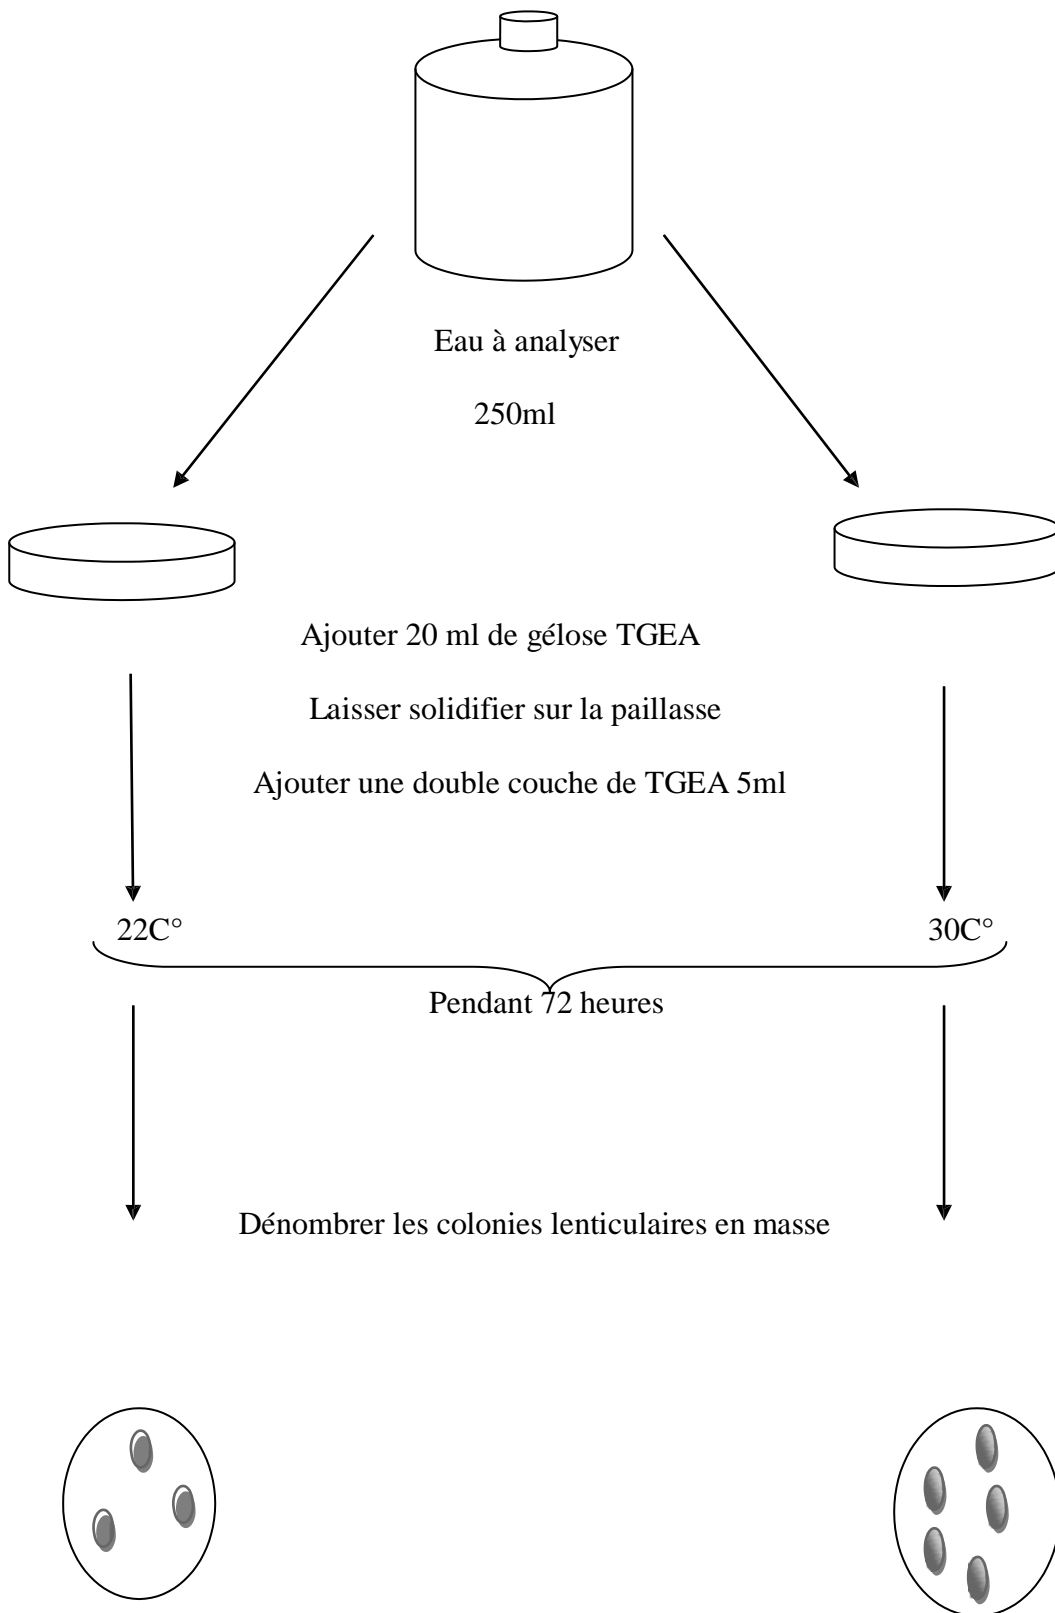 Eau à analyser
250ml
Ajouter 20 ml de gélose TGEA
Laisser solidifier sur la paillasse
Ajouter une double couche de TGEA 5ml
22C°
30C°
Pendant 72 heures
Dénombrer les colonies lenticulaires en masse